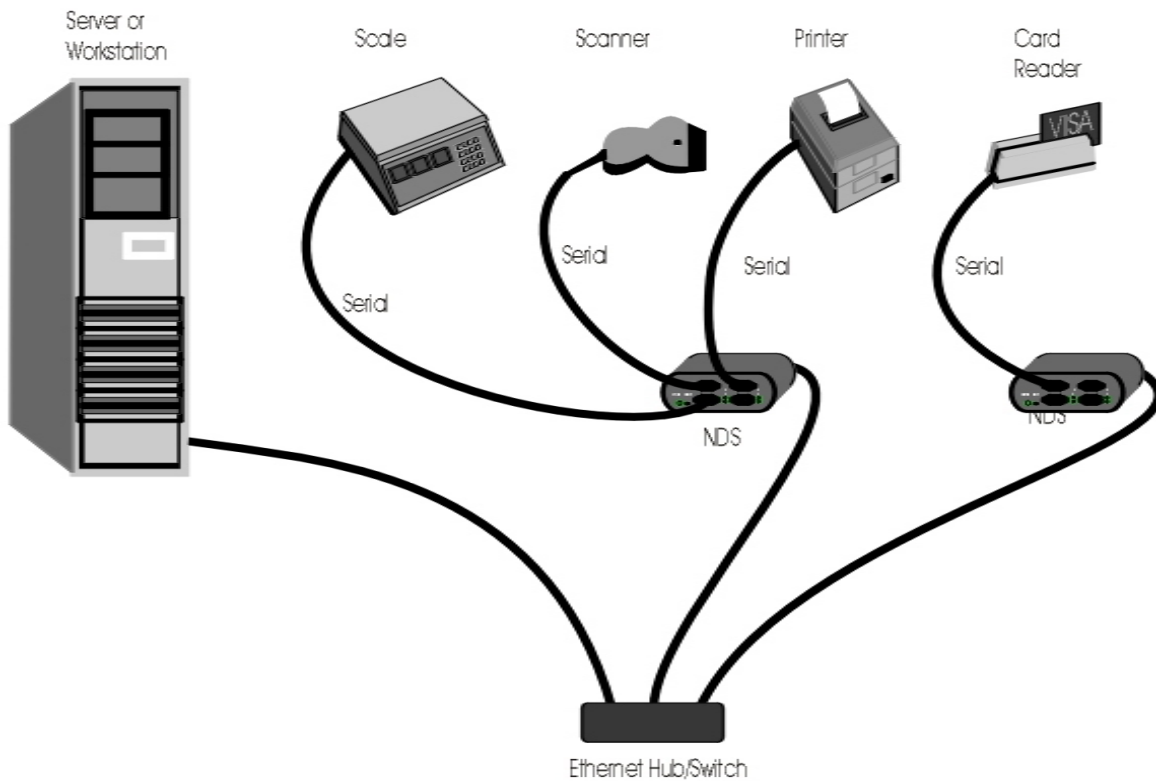 Server or
Workstation
Scale
Scanner
Printer
Card
Reader
VISA
Serial
Serial
Serial
Serial
NDS
NDS
Ethernet Hub/Switch